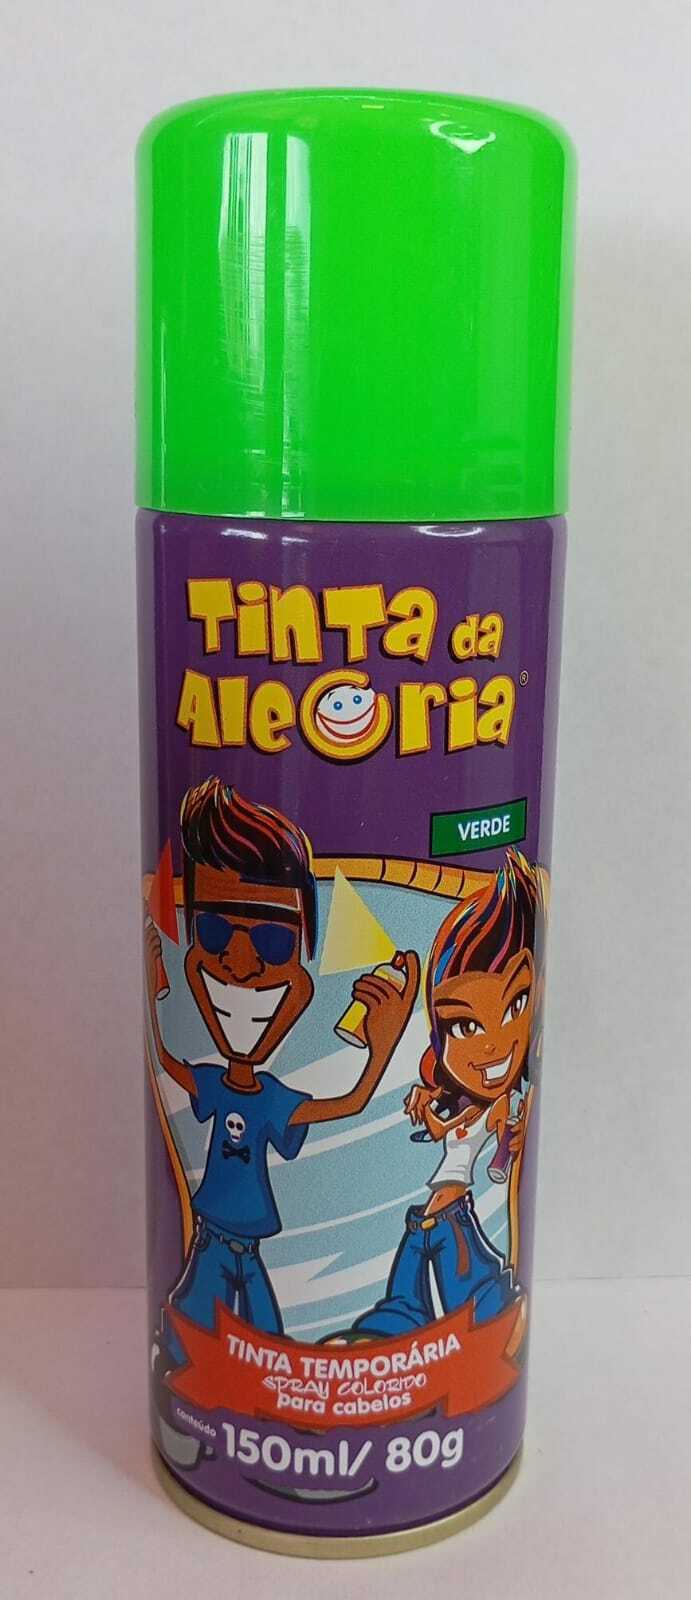 Tinta da
Alegria®
VERDE
TINTA TEMPORÁRIA
SPRAY COLORIDO
para cabelos
conteúdo 150ml/ 80g